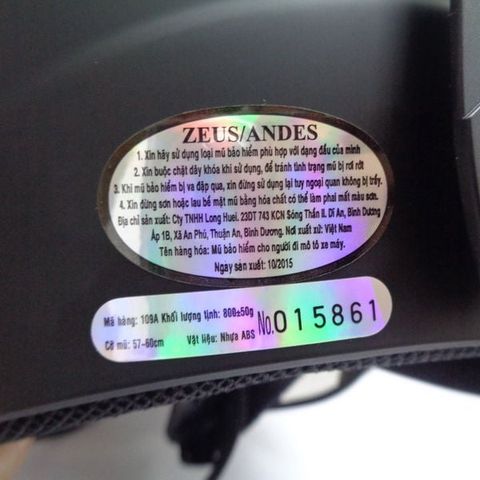 ZEUS/ANDES
1. Xin hãy sử dụng loại mũ bảo hiểm phù hợp với dạng đầu của mình
2. Xin buộc chặt dây khóa khi sử dụng, để tránh tình trạng mũ bị rơi rớt
3. Khi mũ bảo hiểm bị va đập qua, xin đừng sử dụng lại tuy ngoại quan không bị trầy.
4. Xin đừng sơn hoặc lau bề mặt mũ bằng hóa chất có thể làm phai mất màu sơn.
Địa chỉ sản xuất: Cty TNHH Long Huei. 23DT 743 KCN Sóng Thần II. Dĩ An, Bình Dương
Ấp 1B, Xã An Phú, Thuận An, Bình Dương. Nơi xuất xứ: Việt Nam
Tên hàng hóa: Mũ bảo hiểm cho người đi mô tô xe máy.
Ngày sản xuất: 10/2015
Mã hàng: 109A Khối lượng tịnh: 800±50g
Cỡ mũ: 57~60cm Vật liệu: Nhựa ABS No.015861